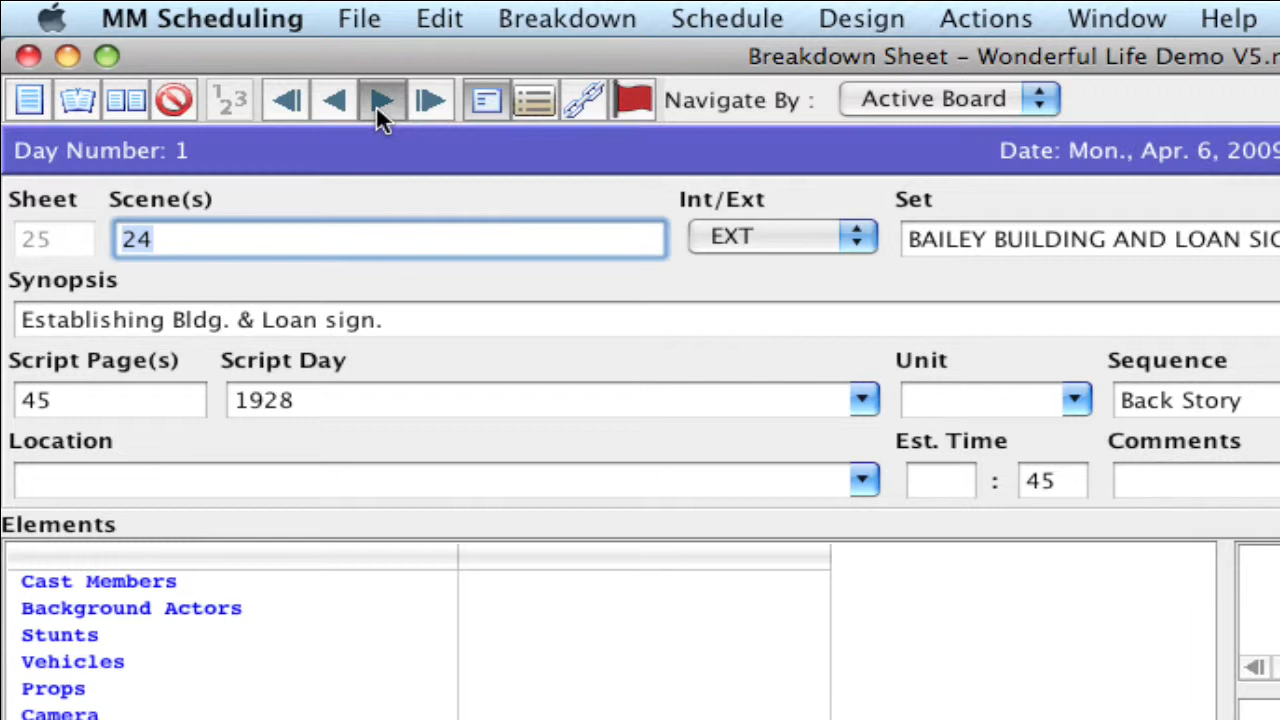 MM Scheduling File Edit Breakdown Schedule Design Actions Window Help
Breakdown Sheet – Wonderful Life Demo V5.
123 Navigate By : Active Board
Day Number: 1 Date: Mon., Apr. 6, 2009
Sheet Scene(s) Int/Ext Set
25 24 EXT BAILEY BUILDING AND LOAN SIG
Synopsis
Establishing Bldg. & Loan sign.
Script Page(s) Script Day Unit Sequence
45 1928 Back Story
Location Est. Time Comments
: 45
Elements
Cast Members
Background Actors
Stunts
Vehicles
Props
Camera